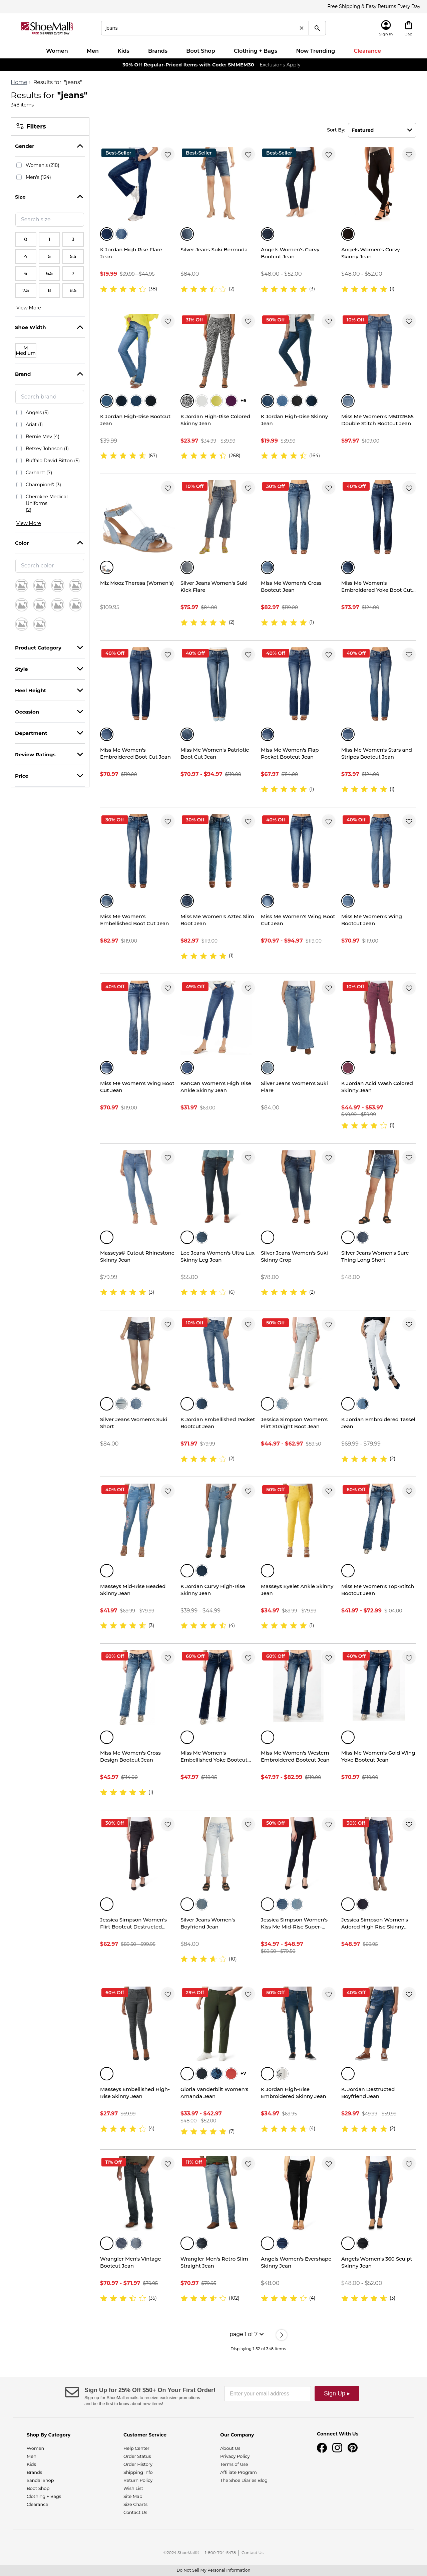 Free Shipping & Easy Returns Every Day
ShoeMall
FREE SHIPPING EVERY DAY
jeans
Sign In
Bag
Women Men Kids Brands Boot Shop Clothing + Bags Now Trending Clearance
30% Off Regular-Priced Items with Code: SMMEM30 Exclusions Apply
Home › Results for "jeans"
Results for "jeans"
348 items
Filters
Sort By: Featured
Gender
Women's (218)
Men's (124)
Size
Search size
0 1 3
4 5 5.5
6 6.5 7
7.5 8 8.5
View More
Shoe Width
M
Medium
Brand
Search brand
Angels (5)
Ariat (1)
Bernie Mev (4)
Betsey Johnson (1)
Buffalo David Bitton (5)
Carhartt (7)
Champion® (3)
Cherokee Medical
Uniforms
(2)
View More
Color
Search color
Product Category
Style
Heel Height
Occasion
Department
Review Ratings
Price
Best-Seller
K Jordan High Rise Flare
Jean
$19.99 $39.99 - $44.95
(38)
Best-Seller
Silver Jeans Suki Bermuda
$84.00
(2)
Best-Seller
Angels Women's Curvy
Bootcut Jean
$48.00 - $52.00
(3)
Angels Women's Curvy
Skinny Jean
$48.00 - $52.00
(1)
K Jordan High-Rise Bootcut
Jean
$39.99
(67)
31% Off
+6
K Jordan High-Rise Colored
Skinny Jean
$23.97 $34.99 - $39.99
(268)
50% Off
K Jordan High-Rise Skinny
Jean
$19.99 $39.99
(164)
10% Off
Miss Me Women's M5012B65
Double Stitch Bootcut Jean
$97.97 $109.00
Miz Mooz Theresa (Women's)
$109.95
10% Off
Silver Jeans Women's Suki
Kick Flare
$75.97 $84.00
(2)
30% Off
Miss Me Women's Cross
Bootcut Jean
$82.97 $119.00
(1)
40% Off
Miss Me Women's
Embroidered Yoke Boot Cut...
$73.97 $124.00
40% Off
Miss Me Women's
Embroidered Boot Cut Jean
$70.97 $119.00
40% Off
Miss Me Women's Patriotic
Boot Cut Jean
$70.97 - $94.97 $119.00
40% Off
Miss Me Women's Flap
Pocket Bootcut Jean
$67.97 $114.00
(1)
40% Off
Miss Me Women's Stars and
Stripes Bootcut Jean
$73.97 $124.00
(1)
30% Off
Miss Me Women's
Embellished Boot Cut Jean
$82.97 $119.00
30% Off
Miss Me Women's Aztec Slim
Boot Jean
$82.97 $119.00
(1)
40% Off
Miss Me Women's Wing Boot
Cut Jean
$70.97 - $94.97 $119.00
40% Off
Miss Me Women's Wing
Bootcut Jean
$70.97 $119.00
40% Off
Miss Me Women's Wing Boot
Cut Jean
$70.97 $119.00
49% Off
KanCan Women's High Rise
Ankle Skinny Jean
$31.97 $63.00
Silver Jeans Women's Suki
Flare
$84.00
10% Off
K Jordan Acid Wash Colored
Skinny Jean
$44.97 - $53.97
$49.99 - $59.99
(1)
Masseys® Cutout Rhinestone
Skinny Jean
$79.99
(3)
Lee Jeans Women's Ultra Lux
Skinny Leg Jean
$55.00
(6)
Silver Jeans Women's Suki
Skinny Crop
$78.00
(2)
Silver Jeans Women's Sure
Thing Long Short
$48.00
Silver Jeans Women's Suki
Short
$84.00
10% Off
K Jordan Embellished Pocket
Bootcut Jean
$71.97 $79.99
(2)
50% Off
Jessica Simpson Women's
Flirt Straight Boot Jean
$44.97 - $62.97 $89.50
K Jordan Embroidered Tassel
Jean
$69.99 - $79.99
(2)
40% Off
Masseys Mid-Rise Beaded
Skinny Jean
$41.97 $69.99 - $79.99
(3)
K Jordan Curvy High-Rise
Skinny Jean
$39.99 - $44.99
(4)
50% Off
Masseys Eyelet Ankle Skinny
Jean
$34.97 $69.99 - $79.99
(1)
60% Off
Miss Me Women's Top-Stitch
Bootcut Jean
$41.97 - $72.99 $104.00
60% Off
Miss Me Women's Cross
Design Bootcut Jean
$45.97 $114.00
(1)
60% Off
Miss Me Women's
Embellished Yoke Bootcut...
$47.97 $118.95
60% Off
Miss Me Women's Western
Embroidered Bootcut Jean
$47.97 - $82.99 $119.00
40% Off
Miss Me Women's Gold Wing
Yoke Bootcut Jean
$70.97 $119.00
30% Off
Jessica Simpson Women's
Flirt Bootcut Destructed...
$62.97 $89.50 - $99.95
Silver Jeans Women's
Boyfriend Jean
$84.00
(10)
50% Off
Jessica Simpson Women's
Kiss Me Mid-Rise Super-...
$34.97 - $48.97
$69.50 - $79.50
30% Off
Jessica Simpson Women's
Adored High Rise Skinny...
$48.97 $69.95
60% Off
Masseys Embellished High-
Rise Skinny Jean
$27.97 $69.99
(4)
29% Off
+7
Gloria Vanderbilt Women's
Amanda Jean
$33.97 - $42.97
$48.00 - $52.00
(7)
50% Off
K Jordan High-Rise
Embroidered Skinny Jean
$34.97 $69.95
(4)
40% Off
K. Jordan Destructed
Boyfriend Jean
$29.97 $49.99 - $69.99
(2)
11% Off
Wrangler Men's Vintage
Bootcut Jean
$70.97 - $71.97 $79.95
(35)
11% Off
Wrangler Men's Retro Slim
Straight Jean
$70.97 $79.95
(102)
Angels Women's Evershape
Skinny Jean
$48.00
(4)
Angels Women's 360 Sculpt
Skinny Jean
$48.00 - $52.00
(3)
page 1 of 7
Displaying 1-52 of 348 items
Sign Up for 25% Off $50+ On Your First Order!
Sign up for ShoeMall emails to receive exclusive promotions
and be the first to know about new items!
Enter your email address
Sign Up ▸
Shop By Category
Women
Men
Kids
Brands
Sandal Shop
Boot Shop
Clothing + Bags
Clearance
Customer Service
Help Center
Order Status
Order History
Shipping Info
Return Policy
Wish List
Site Map
Size Charts
Contact Us
Our Company
About Us
Privacy Policy
Terms of Use
Affiliate Program
The Shoe Diaries Blog
Connect With Us
©2024 ShoeMall® | 1-800-704-5478 | Contact Us
Do Not Sell My Personal Information